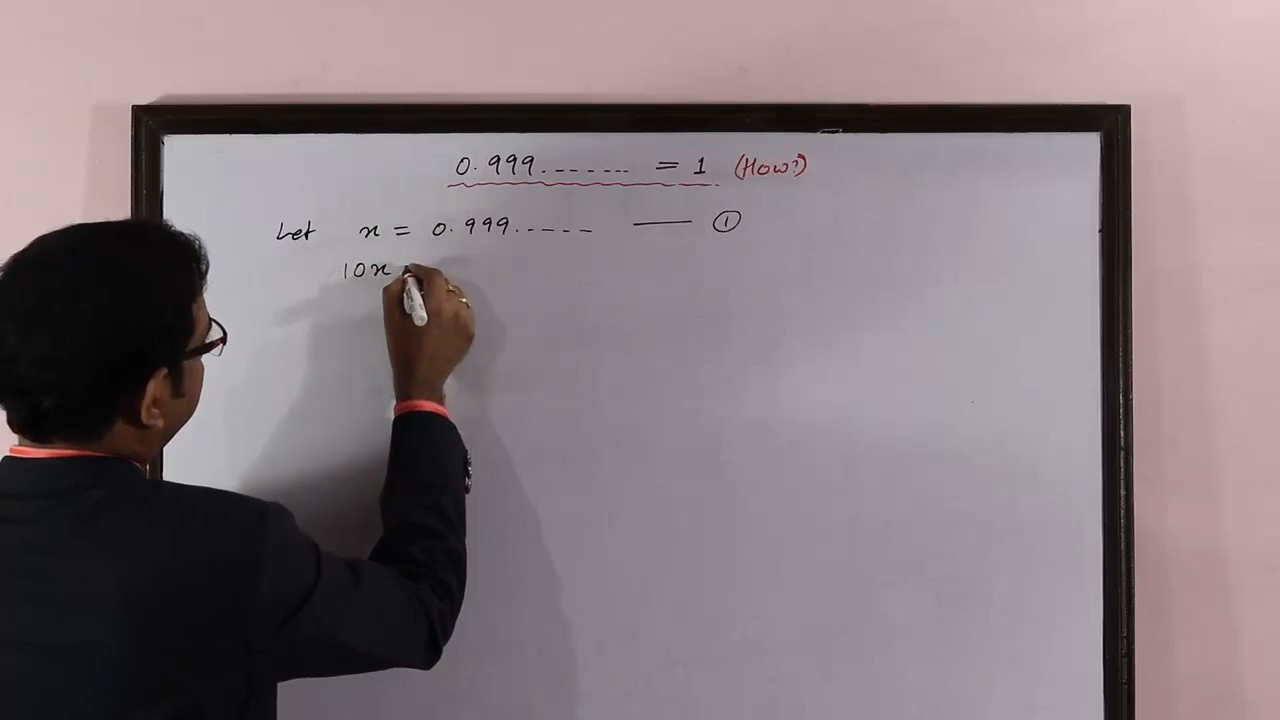 0.999....... = 1 (How?)
Let x = 0.999..... —— ①
10x